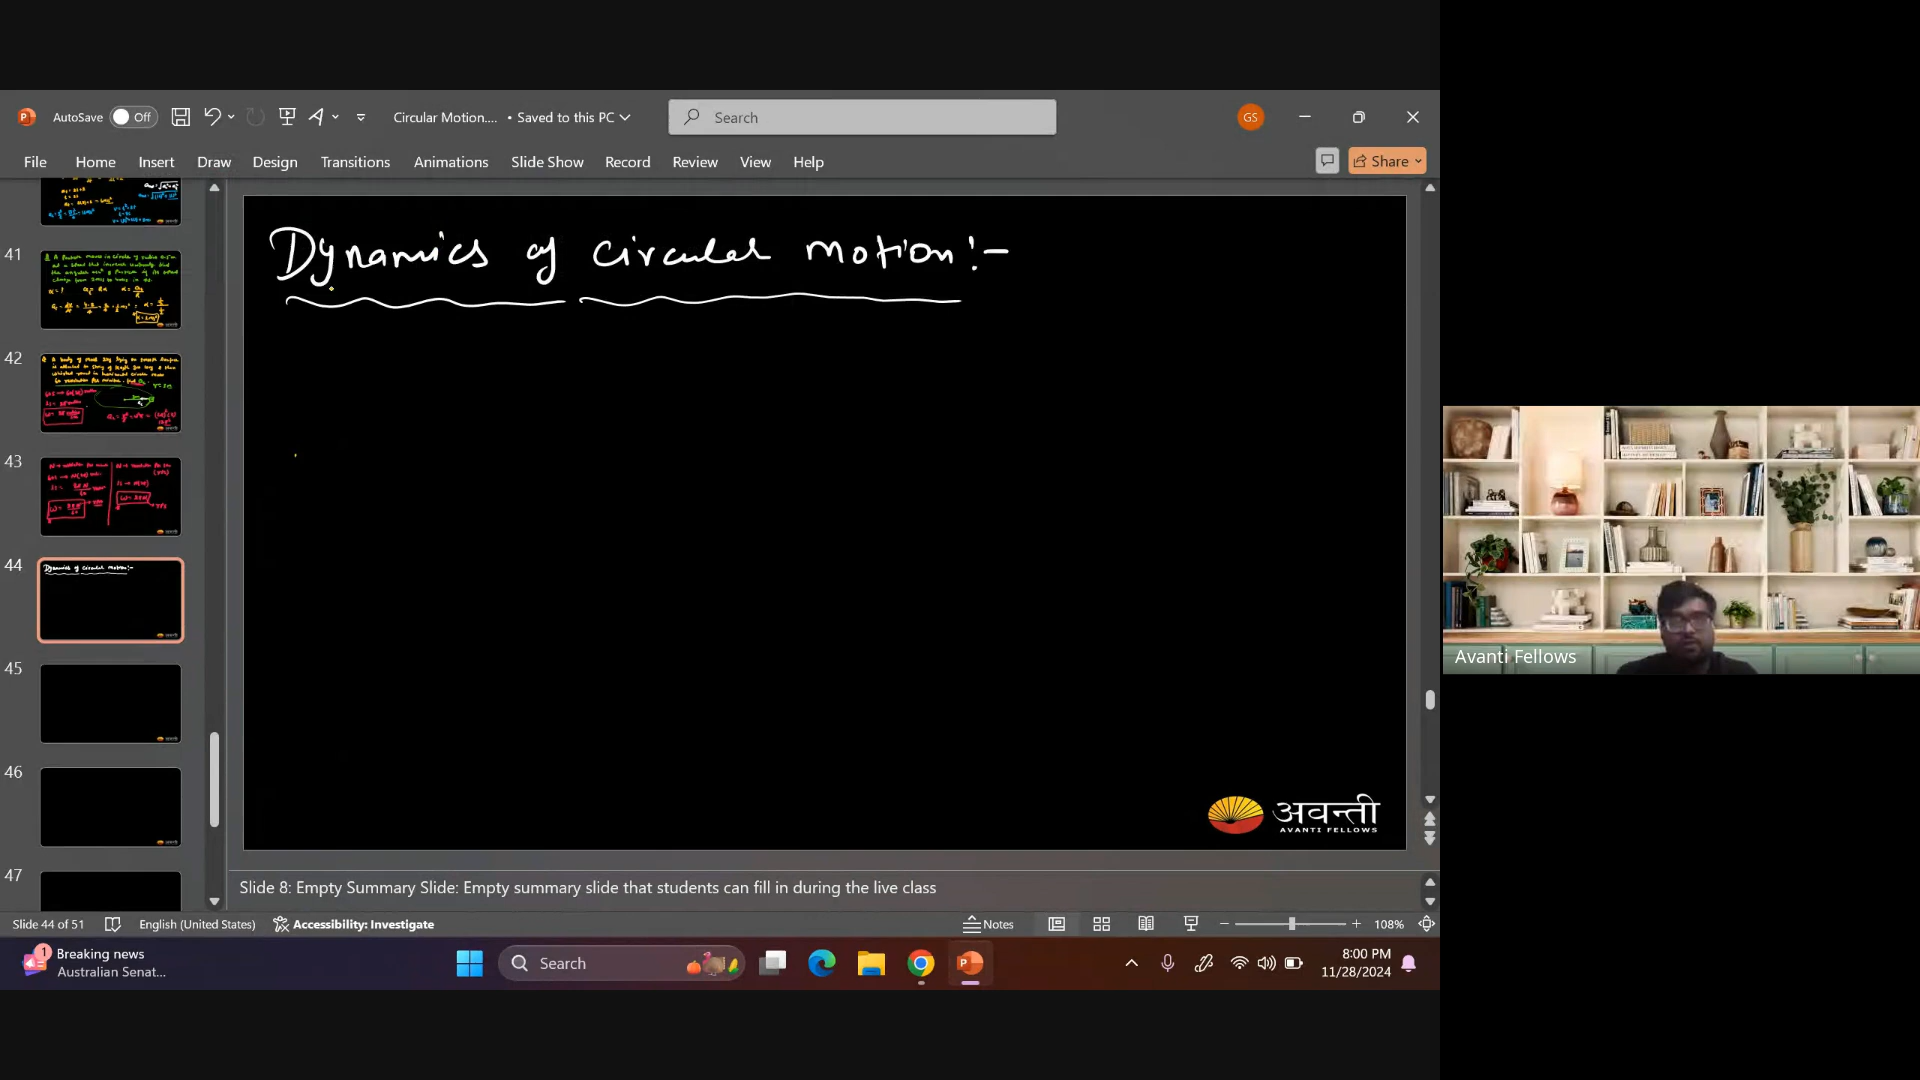 AutoSave Off Circular Motion.... • Saved to this PC Search GS
File Home Insert Draw Design Transitions Animations Slide Show Record Review View Help Share
41
42
43
44
45
46
47
Dynamics of circular motion:-
अवन्ती
AVANTI FELLOWS
Avanti Fellows
Slide 8: Empty Summary Slide: Empty summary slide that students can fill in during the live class
Slide 44 of 51 English (United States) Accessibility: Investigate Notes 108%
1 Breaking news
Australian Senat...
Search
8:00 PM
11/28/2024